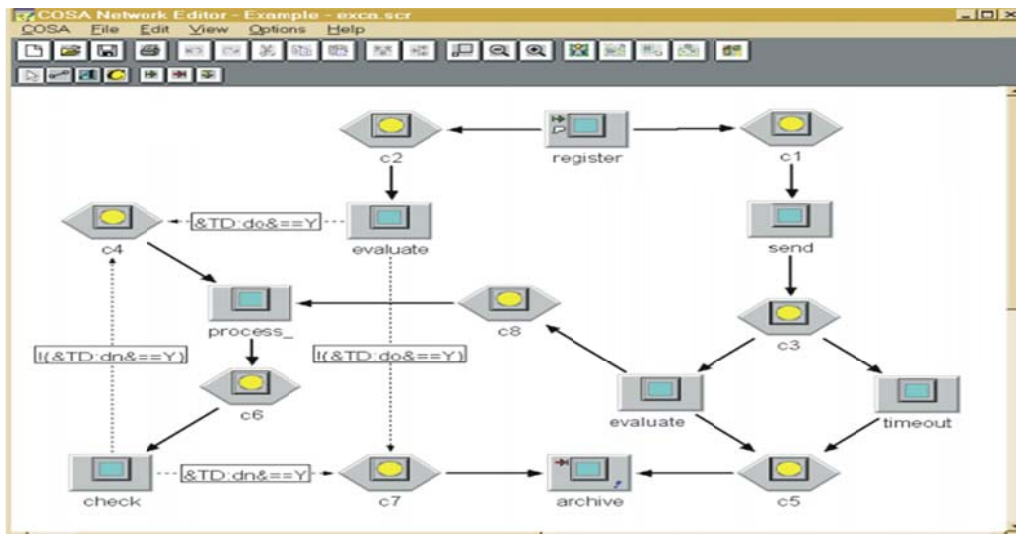 COSA Network Editor - Example - exca.scr
COSA File Edit View Options Help
c2
register
c1
&TD:do&==Y
c4
evaluate
send
process_
c8
c3
!(&TD:dn&==Y)
!(&TD:do&==Y)
c6
evaluate
timeout
&TD:dn&==Y
check
c7
archive
c5